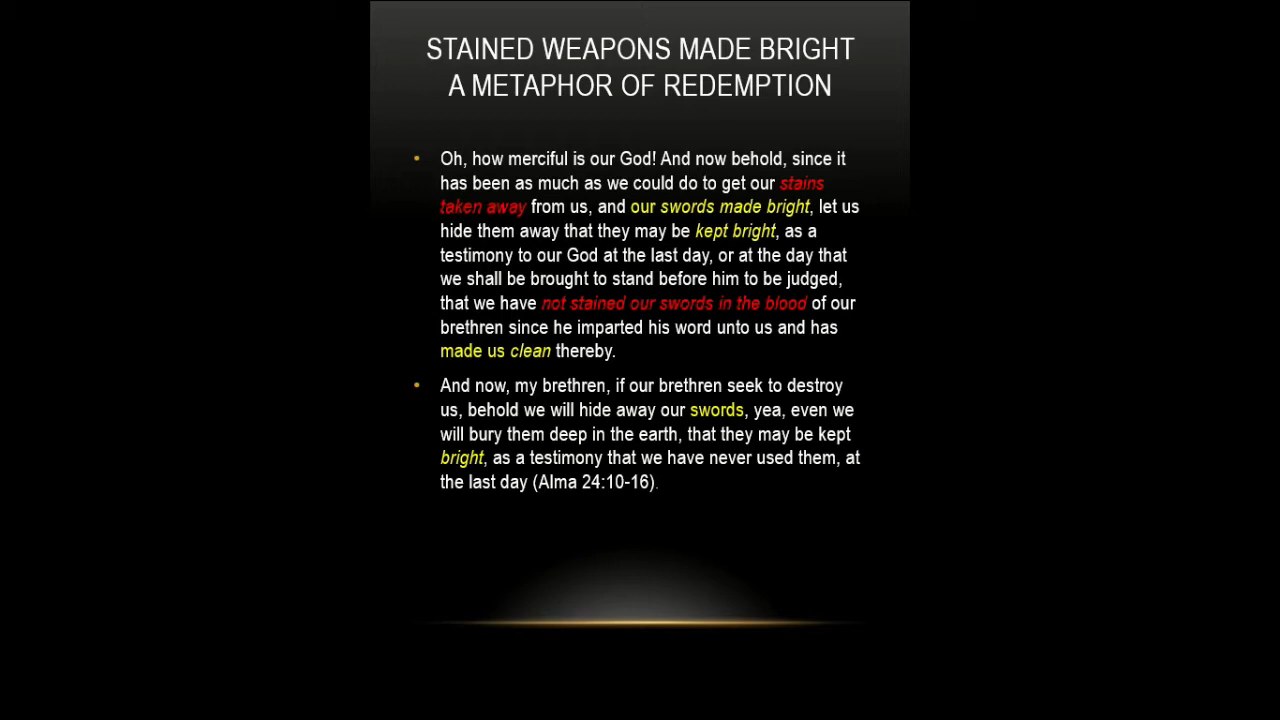 STAINED WEAPONS MADE BRIGHT
A METAPHOR OF REDEMPTION
• Oh, how merciful is our God! And now behold, since it
has been as much as we could do to get our stains
taken away from us, and our swords made bright, let us
hide them away that they may be kept bright, as a
testimony to our God at the last day, or at the day that
we shall be brought to stand before him to be judged,
that we have not stained our swords in the blood of our
brethren since he imparted his word unto us and has
made us clean thereby.
• And now, my brethren, if our brethren seek to destroy
us, behold we will hide away our swords, yea, even we
will bury them deep in the earth, that they may be kept
bright, as a testimony that we have never used them, at
the last day (Alma 24:10-16).